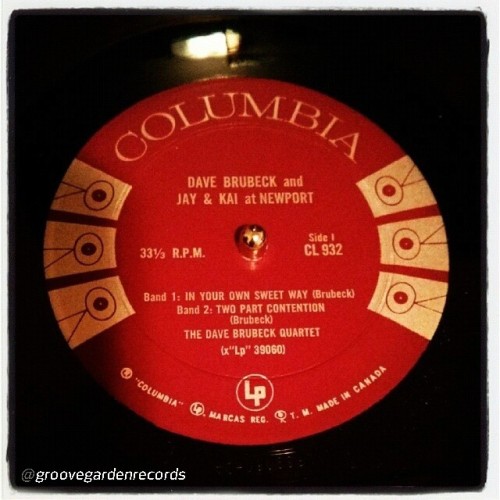 COLUMBIA
DAVE BRUBECK and
JAY & KAI at NEWPORT
33⅓ R.P.M.
Side 1
CL 932
Band 1: IN YOUR OWN SWEET WAY (Brubeck)
Band 2: TWO PART CONTENTION
(Brubeck)
THE DAVE BRUBECK QUARTET
(x"Lp" 39060)
Lp
"COLUMBIA" Lp MARCAS REG. T. M. MADE IN CANADA
@groovegardenrecords